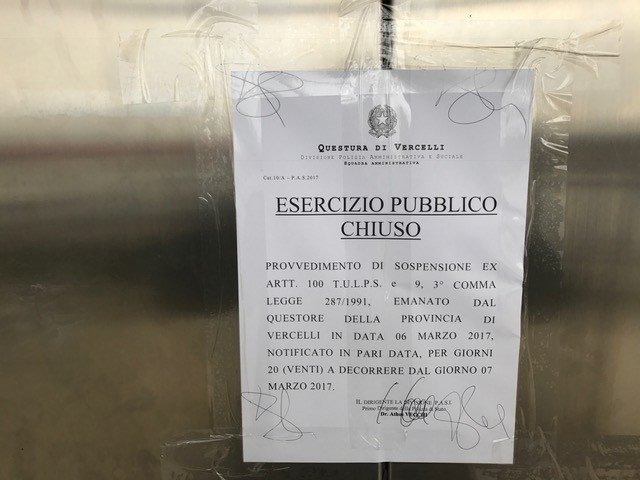 QUESTURA DI VERCELLI
DIVISIONE POLIZIA AMMINISTRATIVA E SOCIALE
SQUADRA AMMINISTRATIVA
Cat.10/A – P.A.S.2017
ESERCIZIO PUBBLICO
CHIUSO
PROVVEDIMENTO DI SOSPENSIONE EX
ARTT. 100 T.U.L.P.S. e 9, 3° COMMA
LEGGE 287/1991, EMANATO DAL
QUESTORE DELLA PROVINCIA DI
VERCELLI IN DATA 06 MARZO 2017,
NOTIFICATO IN PARI DATA, PER GIORNI
20 (VENTI) A DECORRERE DAL GIORNO 07
MARZO 2017.
IL DIRIGENTE LA DIVISIONE P.A.S.I.
Primo Dirigente della Polizia di Stato
Dr. Athos VECCHI